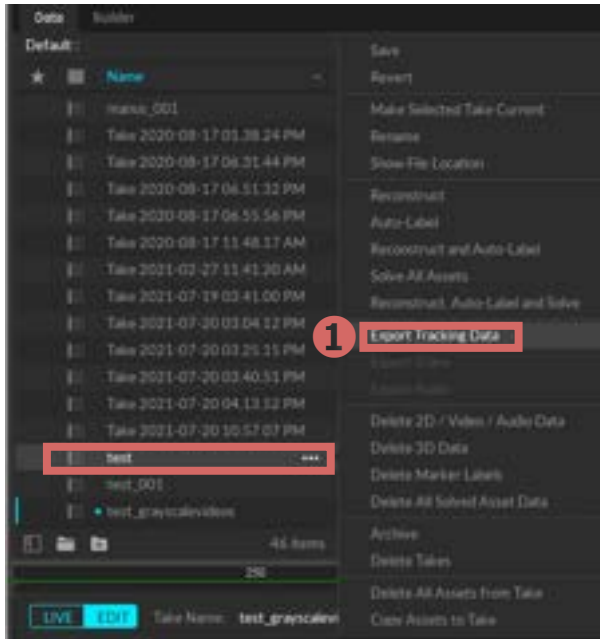 Data Builder
Default :
Name
manus_001
Take 2020-08-17 01.38.24 PM
Take 2020-08-17 06.31.44 PM
Take 2020-08-17 06.51.32 PM
Take 2020-08-17 06.55.56 PM
Take 2020-08-17 11.48.17 AM
Take 2021-02-27 11.41.20 AM
Take 2021-07-19 03.41.00 PM
Take 2021-07-20 03.04.12 PM
Take 2021-07-20 03.25.15 PM
Take 2021-07-20 03.40.51 PM
Take 2021-07-20 04.13.52 PM
Take 2021-07-20 10.57.07 PM
test •••
test_001
test_grayscalevideos
46 items
250
LIVE EDIT Take Name: test_grayscalevi
Save
Revert
Make Selected Take Current
Rename
Show File Location
Reconstruct
Auto-Label
Reconstruct and Auto-Label
Solve All Assets
Reconstruct, Auto-Label and Solve
1 Export Tracking Data
Export Video
Export Audio
Delete 2D / Video / Audio Data
Delete 3D Data
Delete Marker Labels
Delete All Solved Asset Data
Archive
Delete Takes
Delete All Assets from Take
Copy Assets to Take